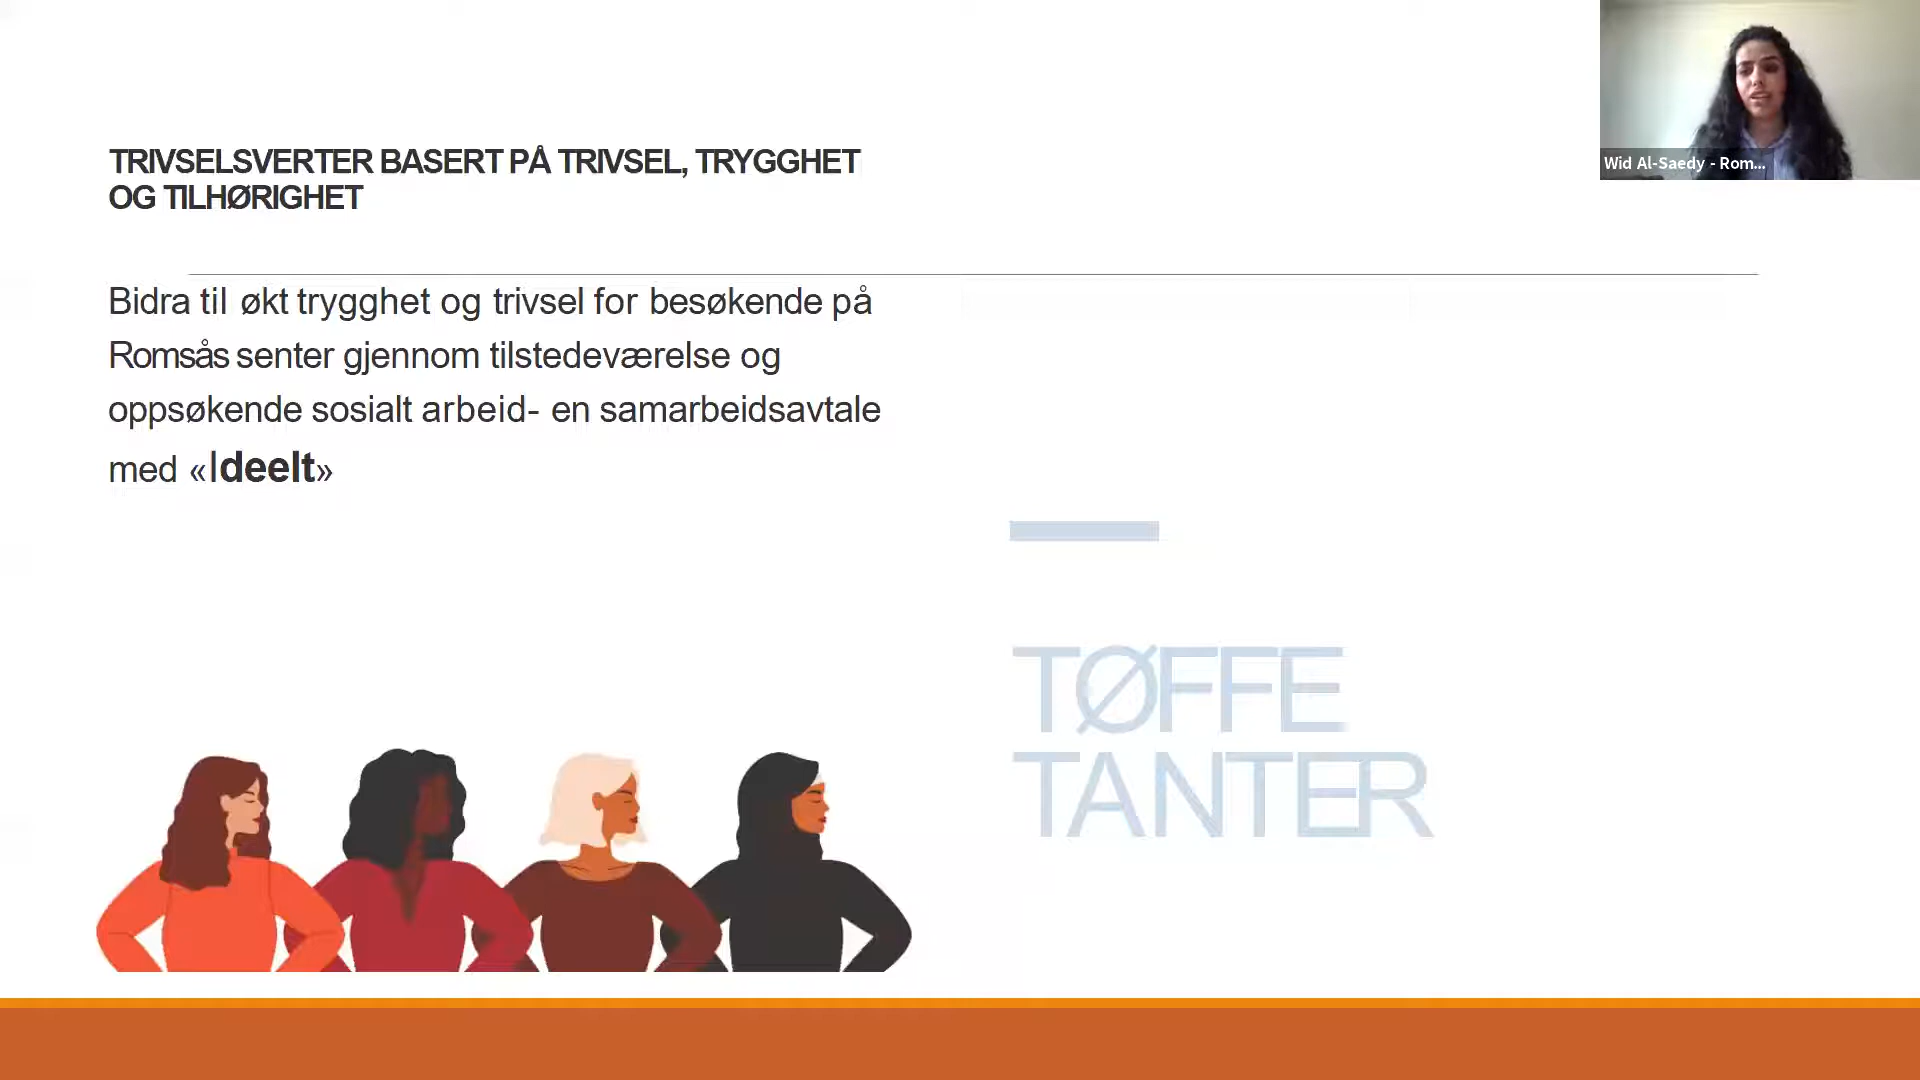 TRIVSELSVERTER BASERT PÅ TRIVSEL, TRYGGHET
OG TILHØRIGHET
Bidra til økt trygghet og trivsel for besøkende på
Romsås senter gjennom tilstedeværelse og
oppsøkende sosialt arbeid- en samarbeidsavtale
med «Ideelt»
TØFFE
TANTER
Wid Al-Saedy - Rom...